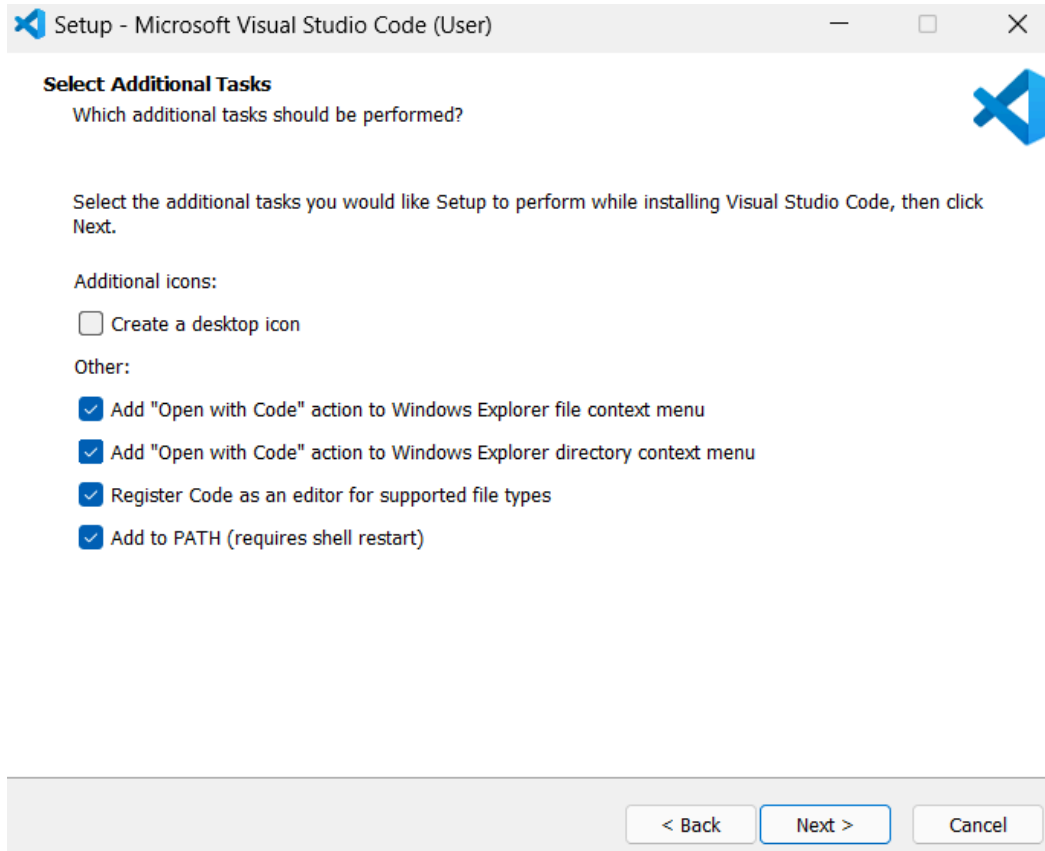 Setup - Microsoft Visual Studio Code (User)
Select Additional Tasks
Which additional tasks should be performed?
Select the additional tasks you would like Setup to perform while installing Visual Studio Code, then click
Next.
Additional icons:
Create a desktop icon
Other:
Add "Open with Code" action to Windows Explorer file context menu
Add "Open with Code" action to Windows Explorer directory context menu
Register Code as an editor for supported file types
Add to PATH (requires shell restart)
< Back Next > Cancel